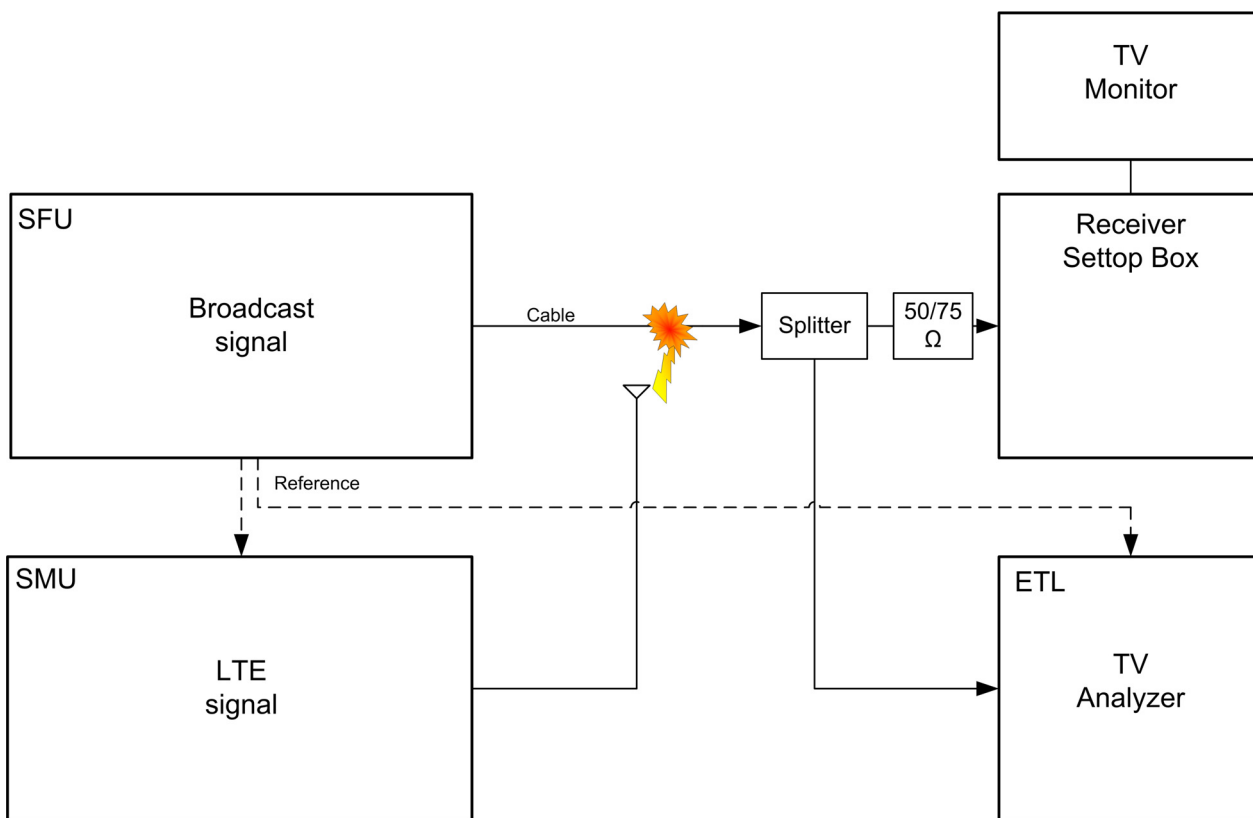 TV
Monitor
SFU
Broadcast
signal
Cable
Splitter
50/75
Ω
Receiver
Settop Box
Reference
SMU
LTE
signal
ETL
TV
Analyzer